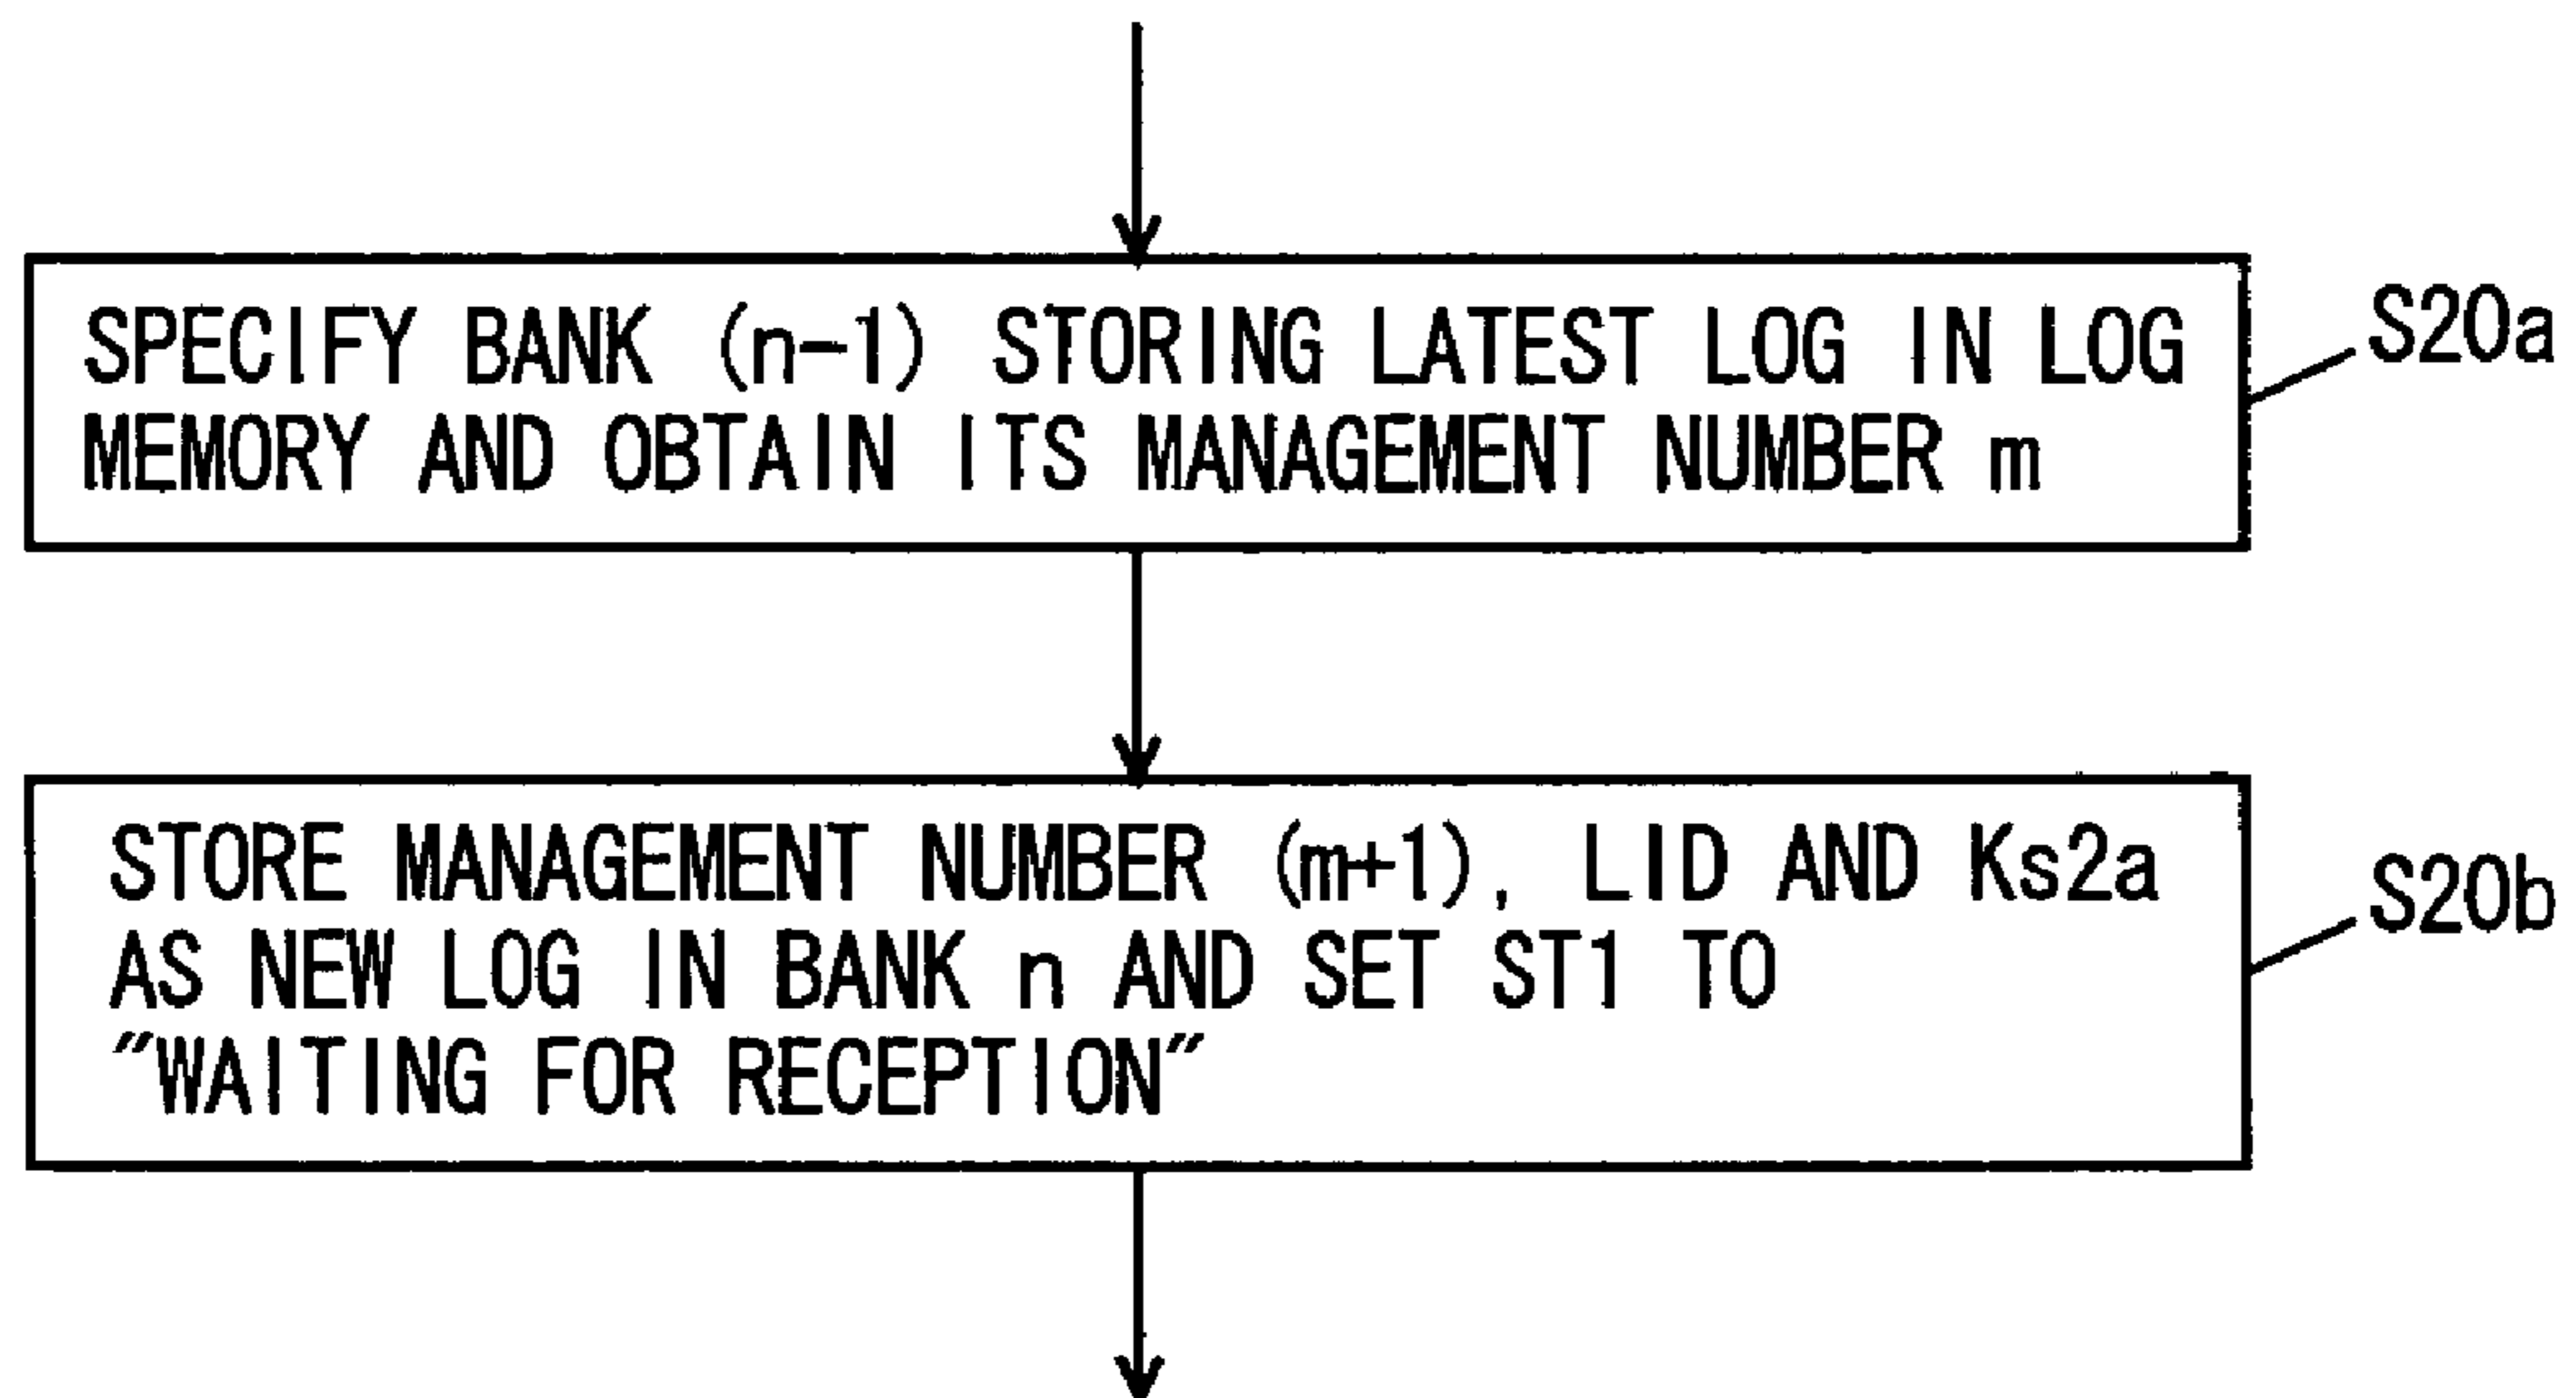 SPECIFY BANK (n-1) STORING LATEST LOG IN LOG
MEMORY AND OBTAIN ITS MANAGEMENT NUMBER m
S20a
STORE MANAGEMENT NUMBER (m+1), LID AND Ks2a
AS NEW LOG IN BANK n AND SET ST1 TO
"WAITING FOR RECEPTION"
S20b